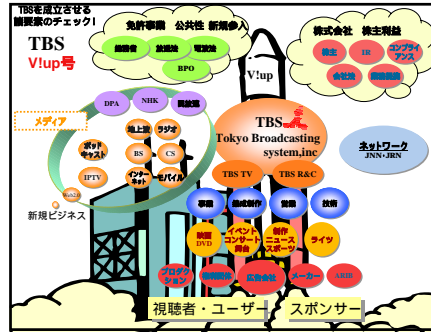 TBSを成立させる
諸要素のチェック!
TBS
V!up号
免許事業 公共性 新規参入
総務省
放送法
電波法
BPO
株式会社 株主利益
株主
IR
コンプライ
アンス
会社法
V!up
DPA
NHK
民放連
メディア
地上波
ラジオ
ポッド
キャスト
BS
CS
IPTV
インター
ネット
モバイル
Web2.0
新規ビジネス
TBS
Tokyo Broadcasting
system,inc
TBS TV
TBS R&C
ネットワーク
JNN・JRN
事業
編成制作
営業
技術
映画
DVD
イベント
コンサート
舞台
制作
ニュース
スポーツ
ライツ
プロダク
ション
広告会社
メーカー
ARIB
視聴者・ユーザー
スポンサー